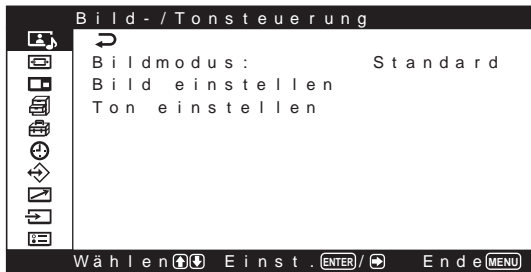 Bild-/Tonsteuerung
Bildmodus: Standard
Bild einstellen
Ton einstellen
Wählen Einst. ENTER / Ende MENU